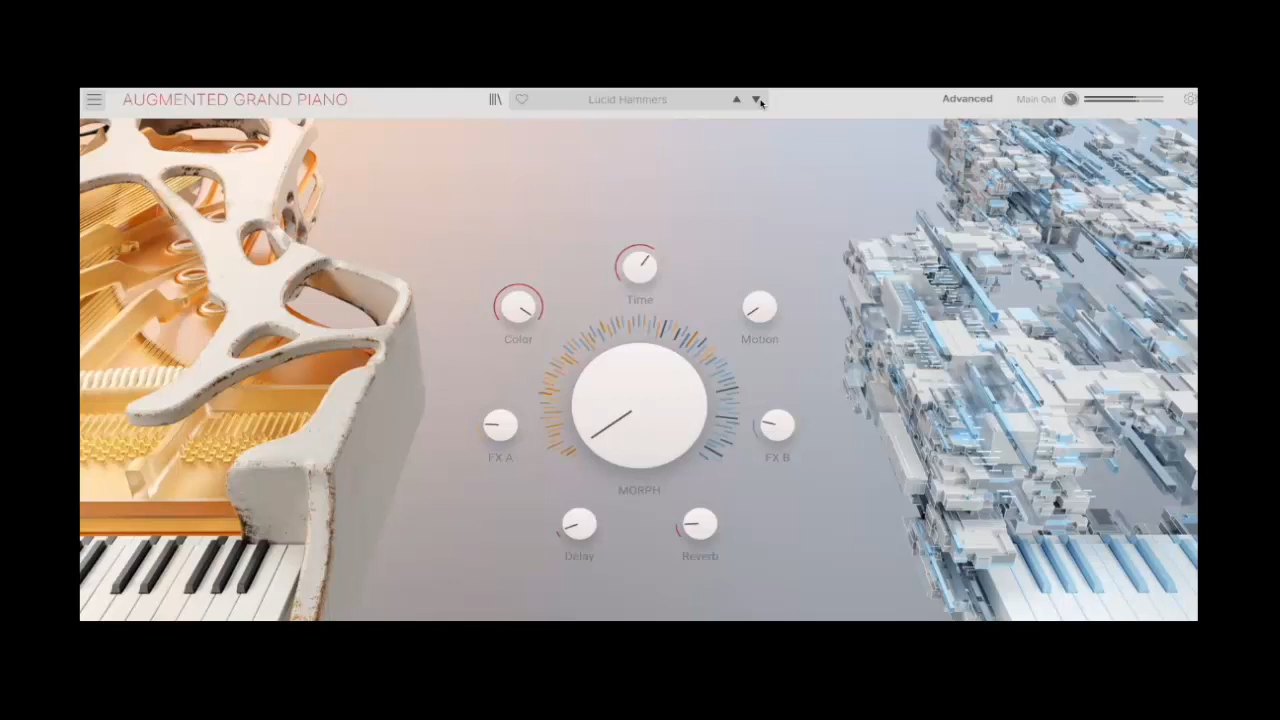 AUGMENTED GRAND PIANO
Lucid Hammers
Advanced
Main Out
Time
Color
Motion
FX A
FX B
MORPH
Delay
Reverb